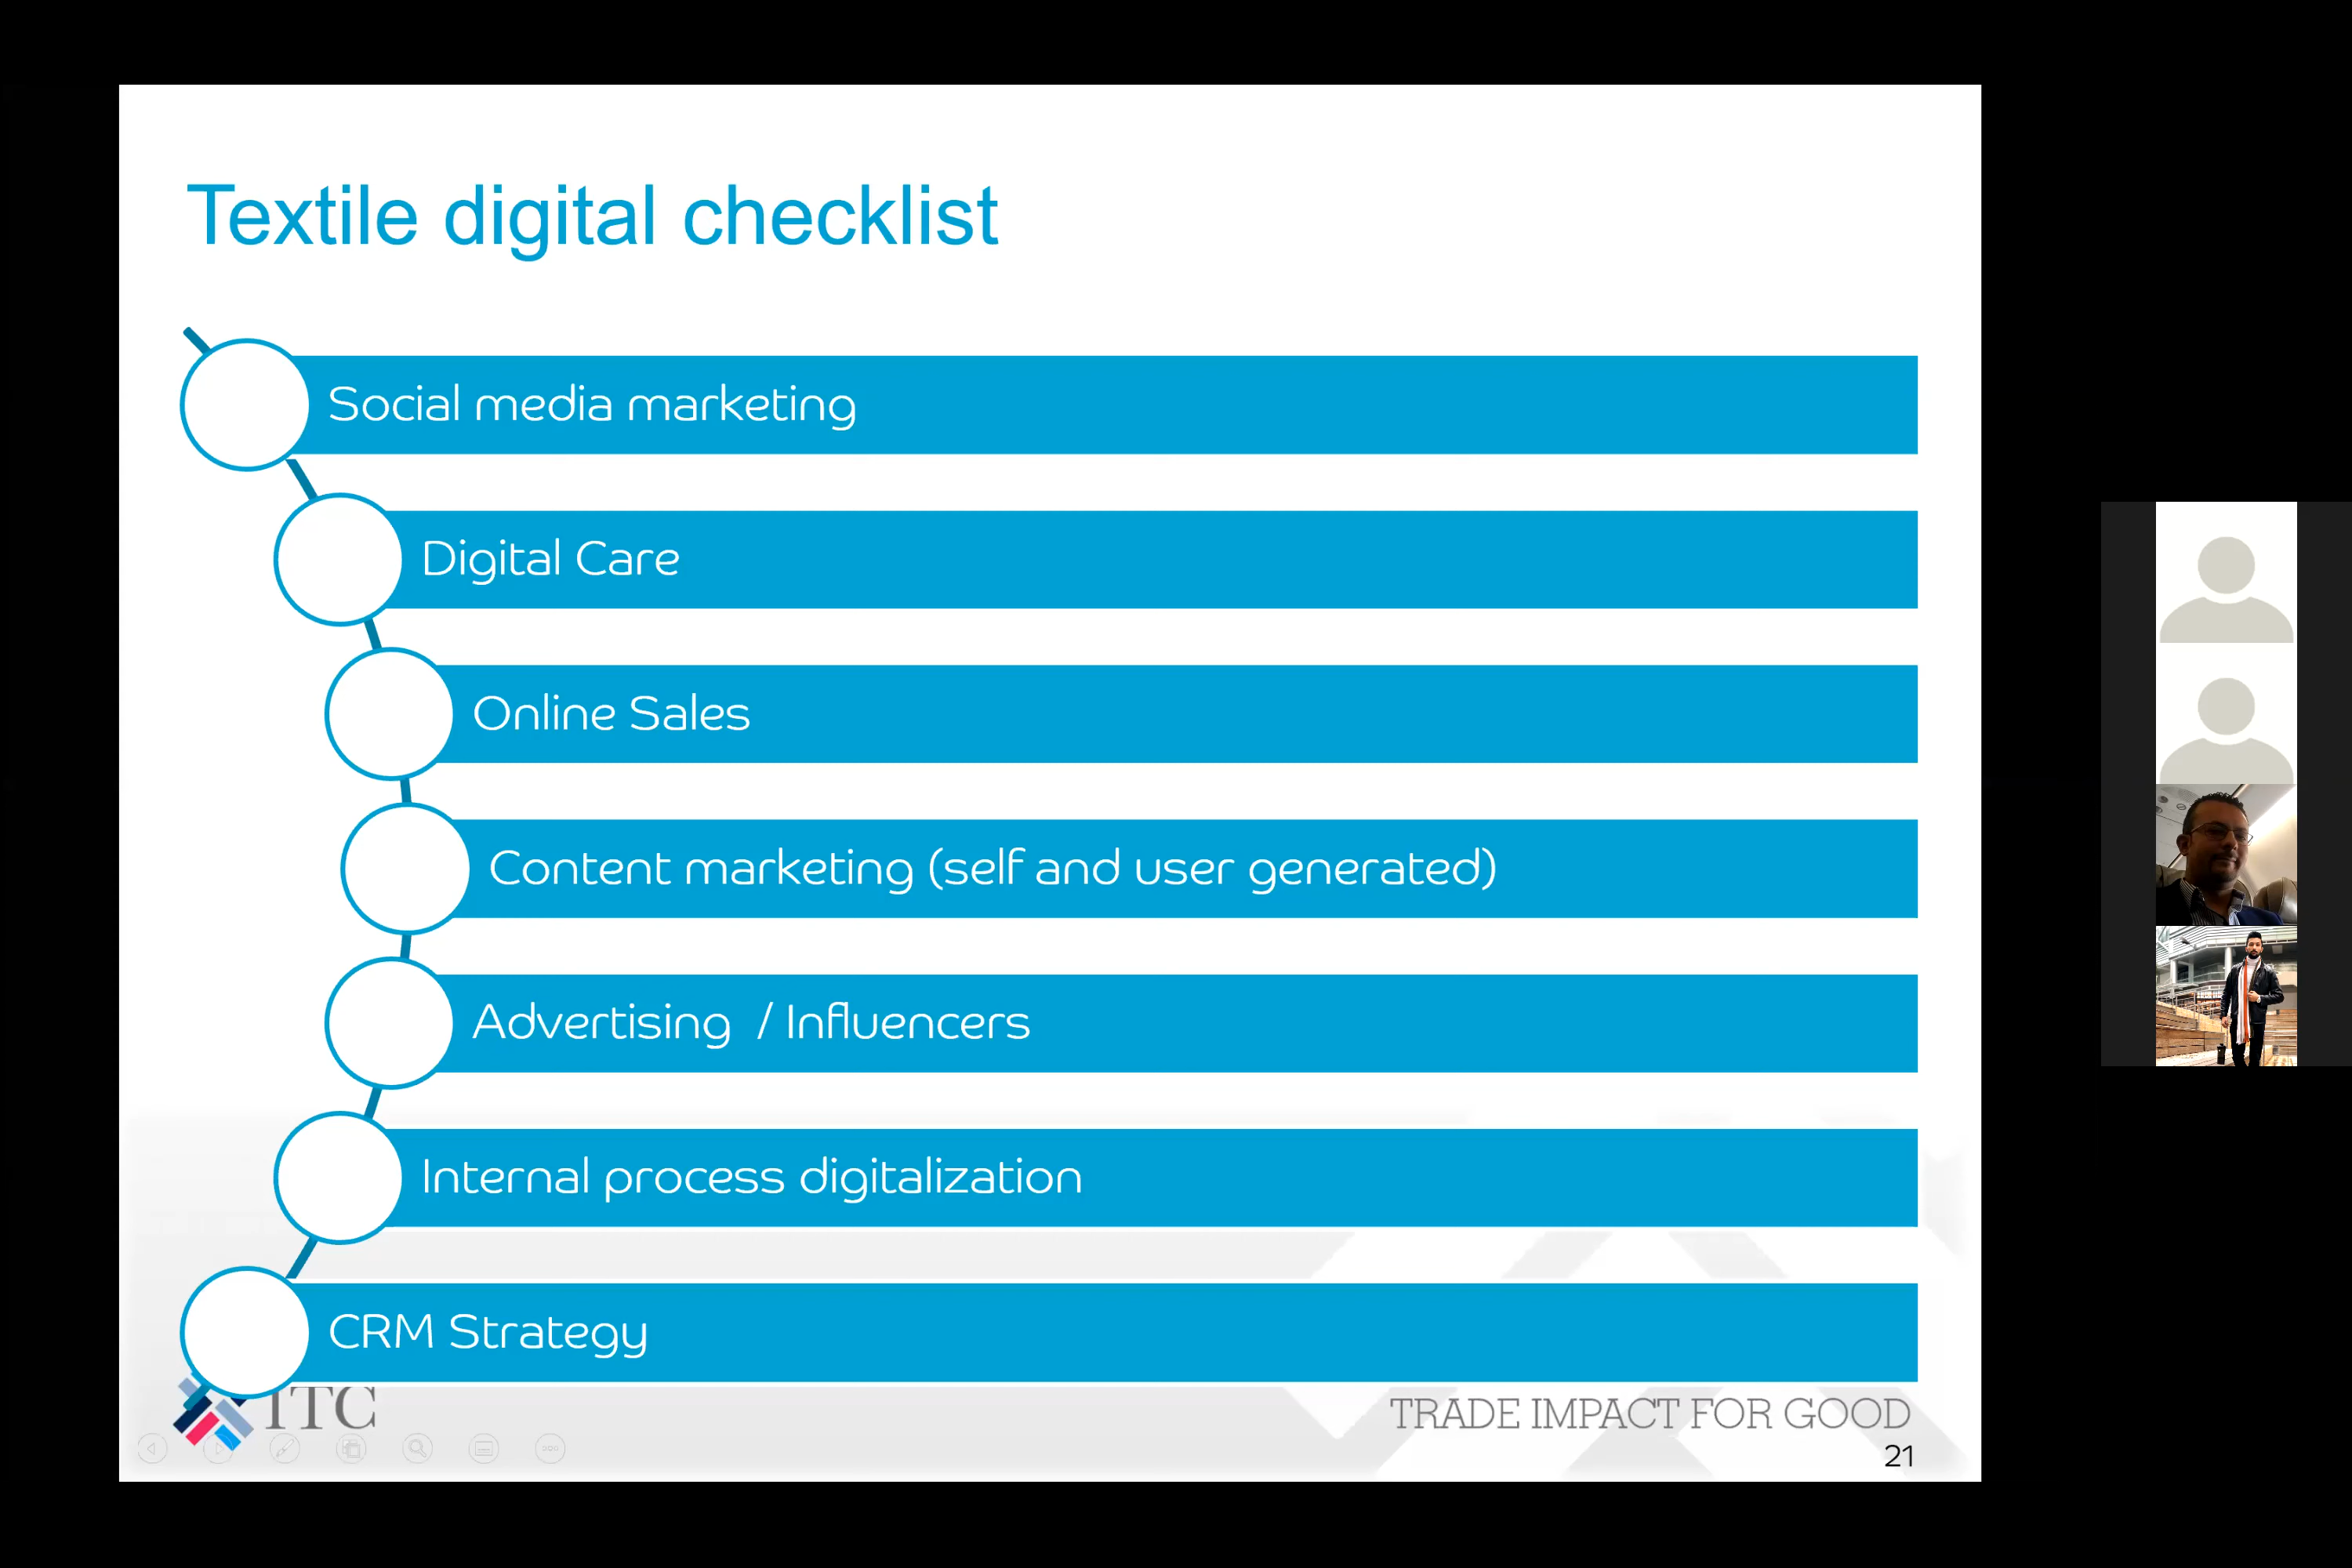 Textile digital checklist
Social media marketing
Digital Care
Online Sales
Content marketing (self and user generated)
Advertising / Influencers
Internal process digitalization
CRM Strategy
ITC
TRADE IMPACT FOR GOOD
21